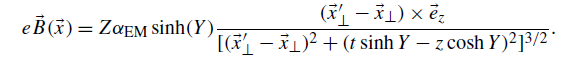 $e\vec{B}(\vec{x}) = Z\alpha_{\mathrm{EM}} \sinh(Y) \frac{(\vec{x}'_\perp - \vec{x}_\perp) \times \vec{e}_z}{[(\vec{x}'_\perp - \vec{x}_\perp)^2 + (t \sinh Y - z \cosh Y)^2]^{3/2}}.$